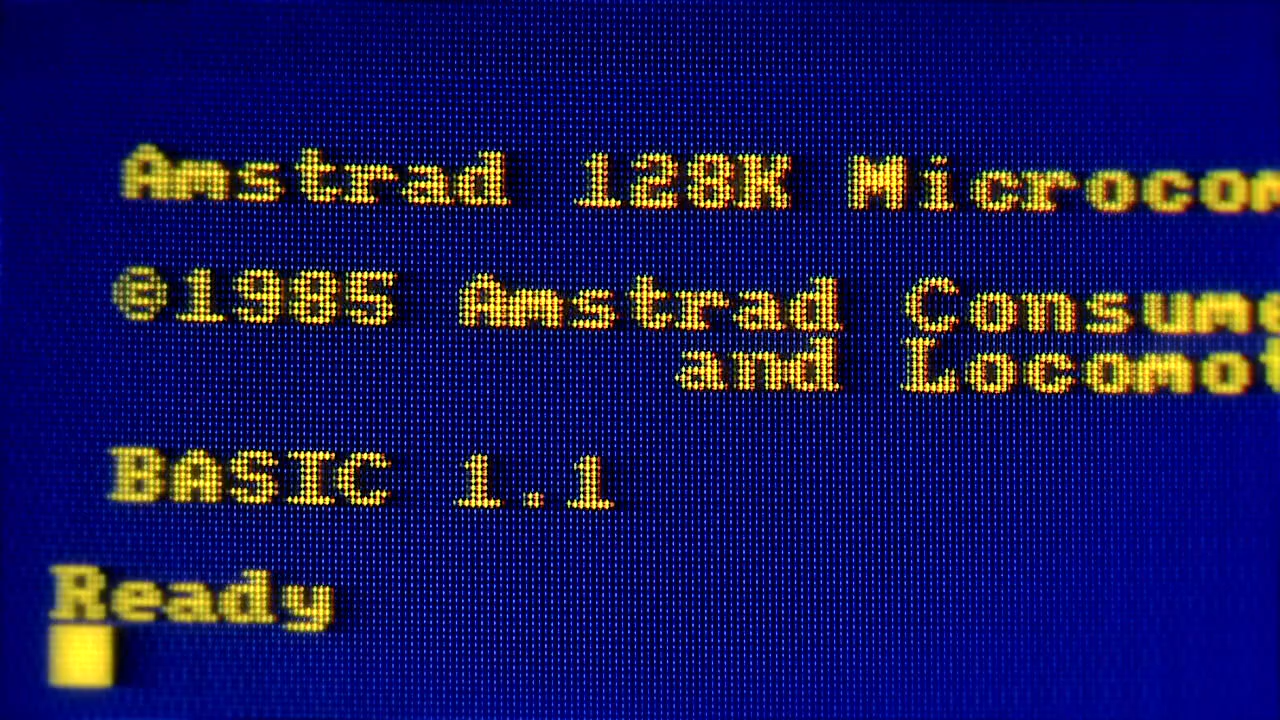 Amstrad 128K Microcom
©1985 Amstrad Consume
and Locomot
BASIC 1.1
Ready